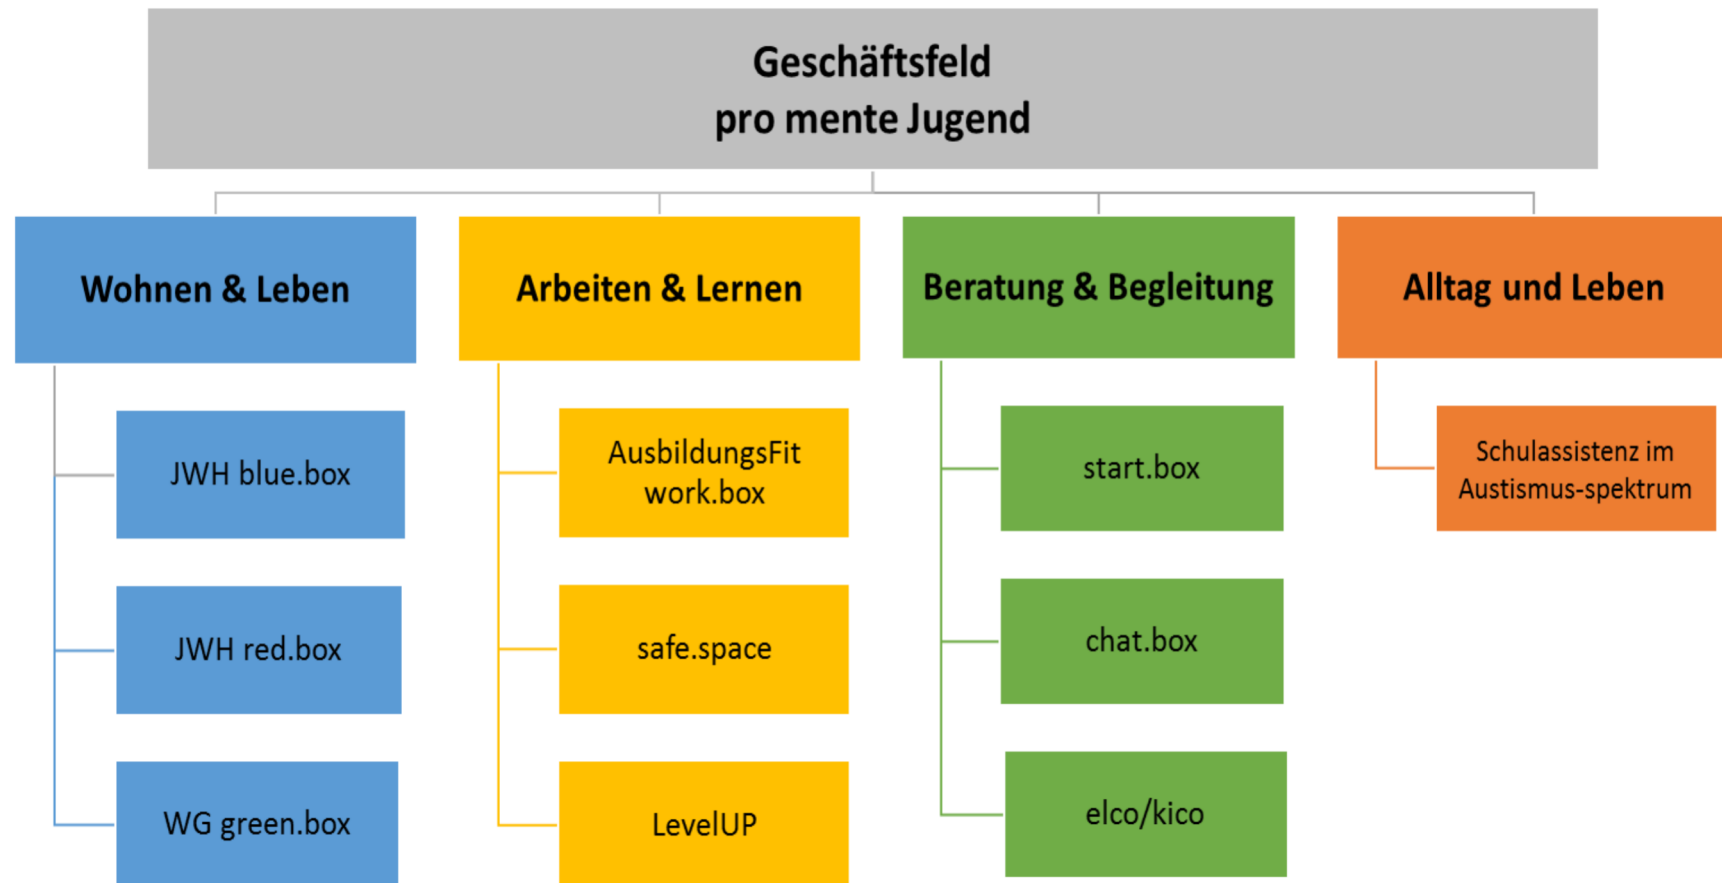 Geschäftsfeld
pro mente Jugend
Wohnen & Leben
JWH blue.box
JWH red.box
WG green.box
Arbeiten & Lernen
AusbildungsFit
work.box
safe.space
LevelUP
Beratung & Begleitung
start.box
chat.box
elco/kico
Alltag und Leben
Schulassistenz im
Austismus-spektrum